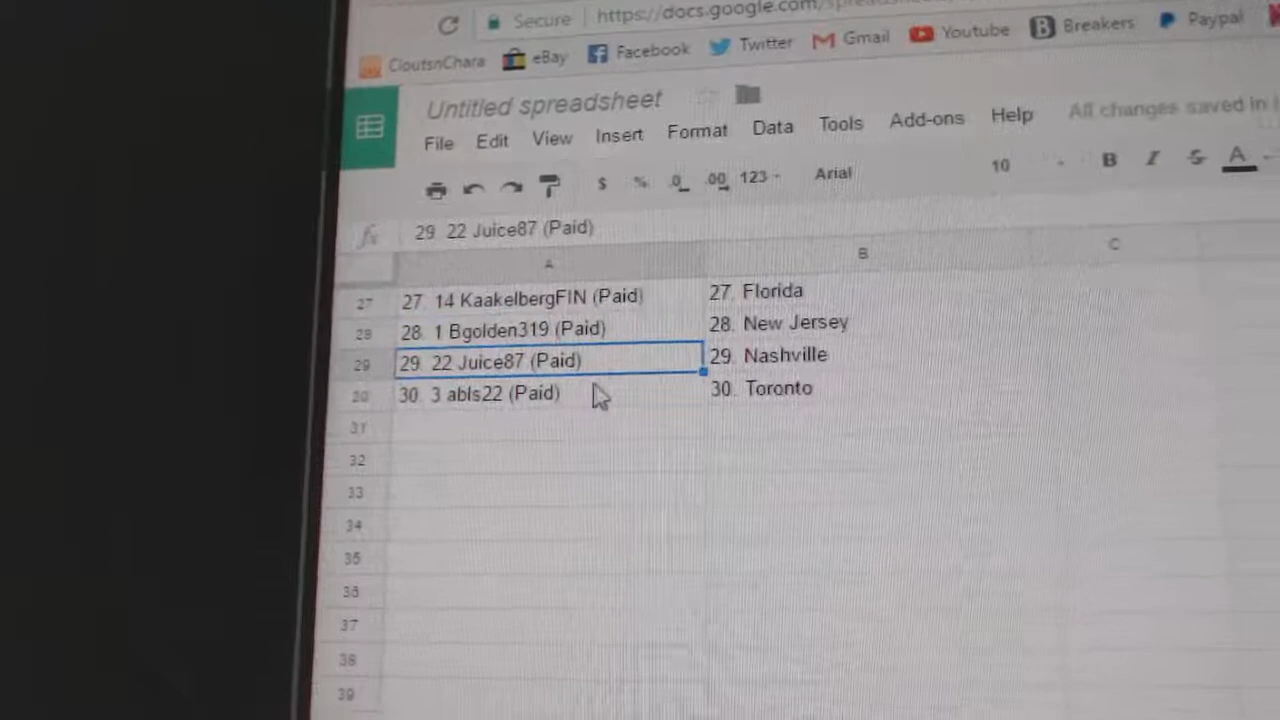 Secure https://docs.google.com/spreads
CloutsnChara eBay Facebook Twitter Gmail Youtube Breakers Paypal
Untitled spreadsheet
File Edit View Insert Format Data Tools Add-ons Help All changes saved in
$ % .0 .00 123 Arial 10 B I S A
fx 29 22 Juice87 (Paid)
A B C
27 27. 14 KaakelbergFIN (Paid) 27. Florida
28 28. 1 Bgolden319 (Paid) 28. New Jersey
29 29. 22 Juice87 (Paid) 29. Nashville
30 30. 3 abls22 (Paid) 30. Toronto
31
32
33
34
35
36
37
38
39